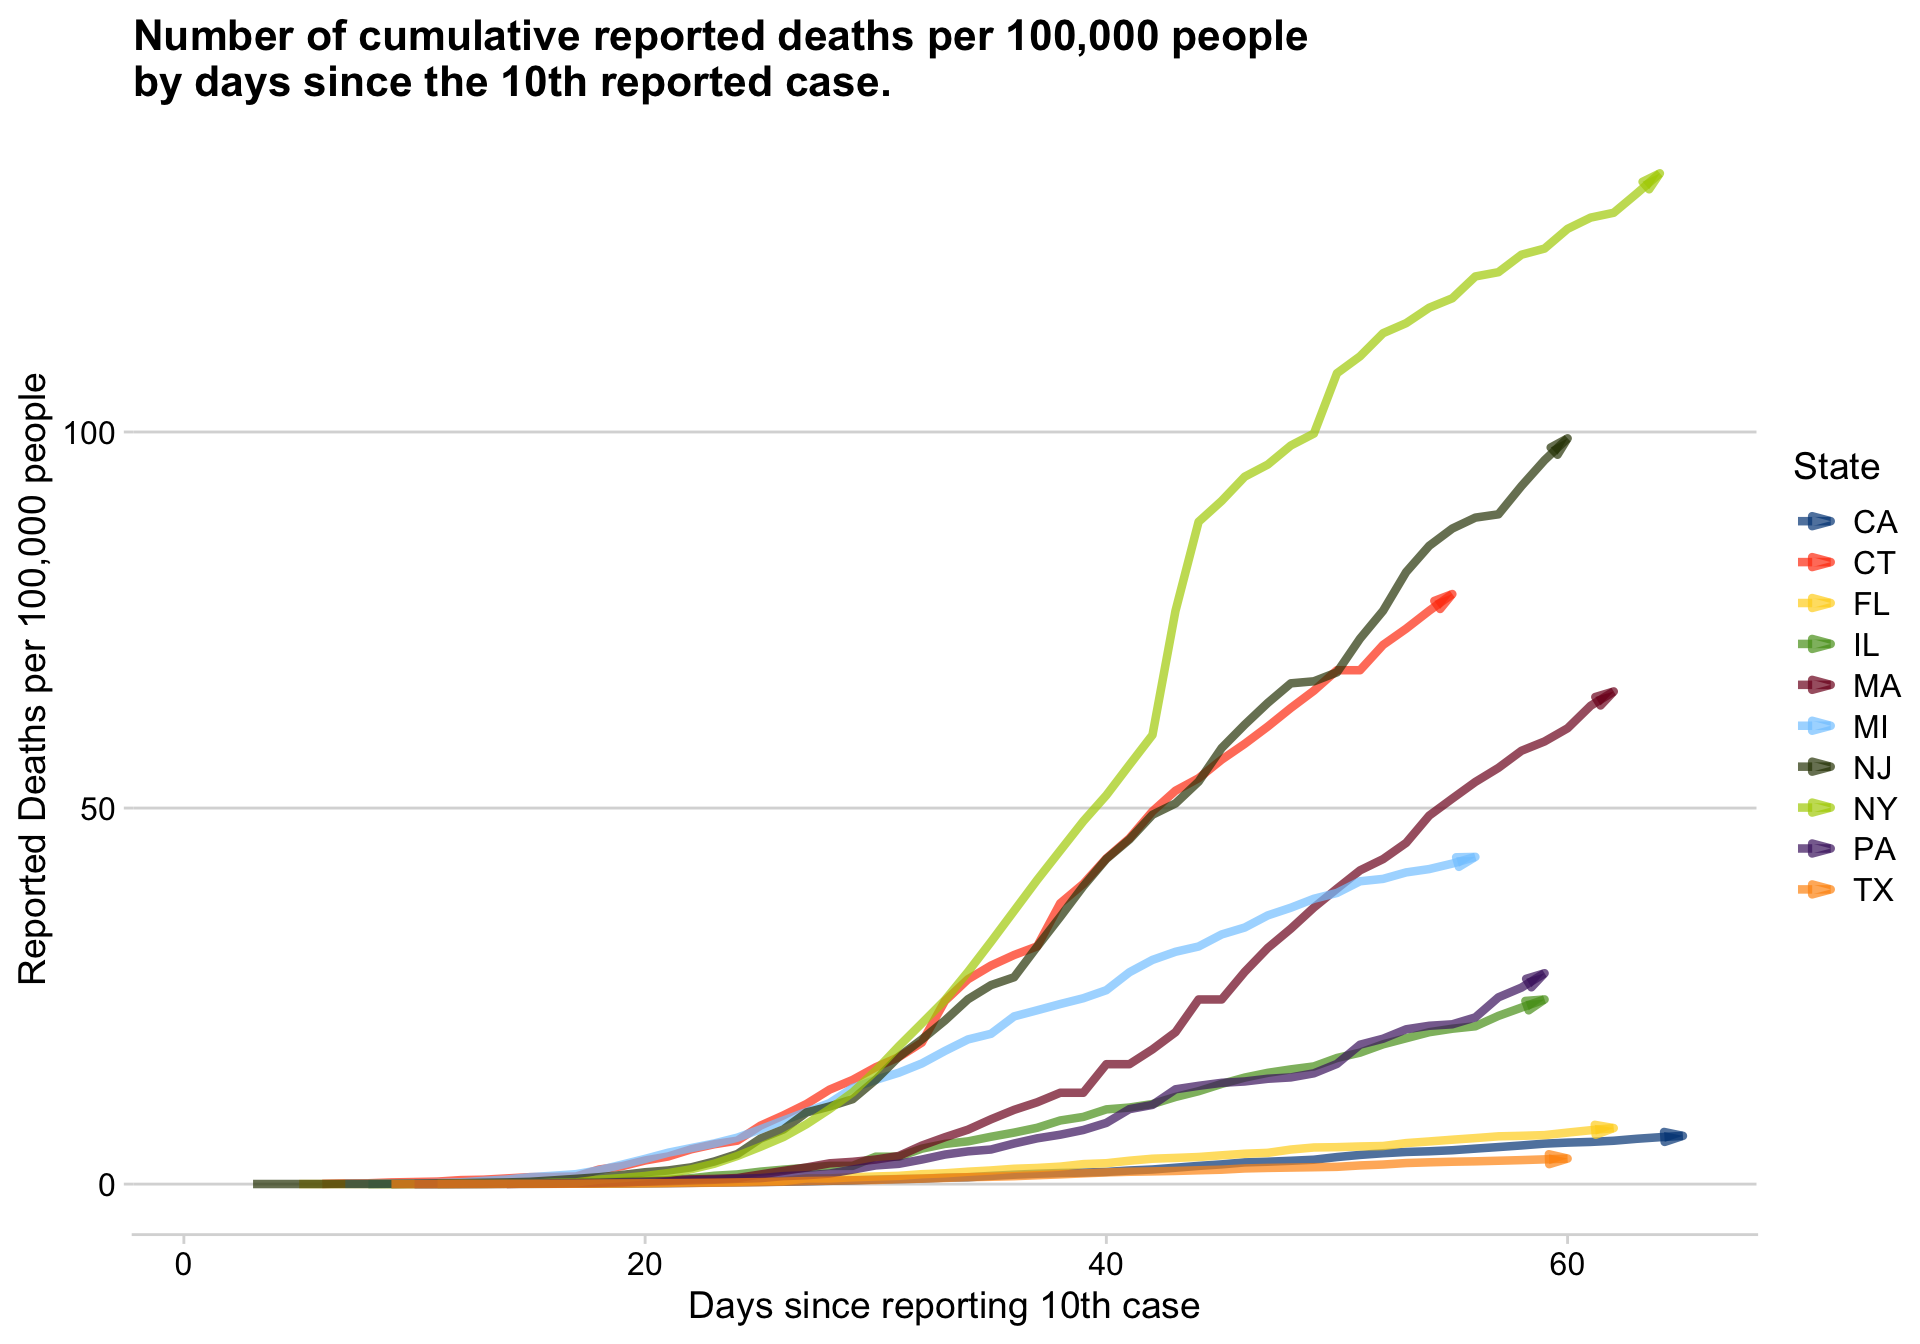 Number of cumulative reported deaths per 100,000 people
by days since the 10th reported case.
Reported Deaths per 100,000 people
100
50
0
0
20
40
60
Days since reporting 10th case
State
CA
CT
FL
IL
MA
MI
NJ
NY
PA
TX